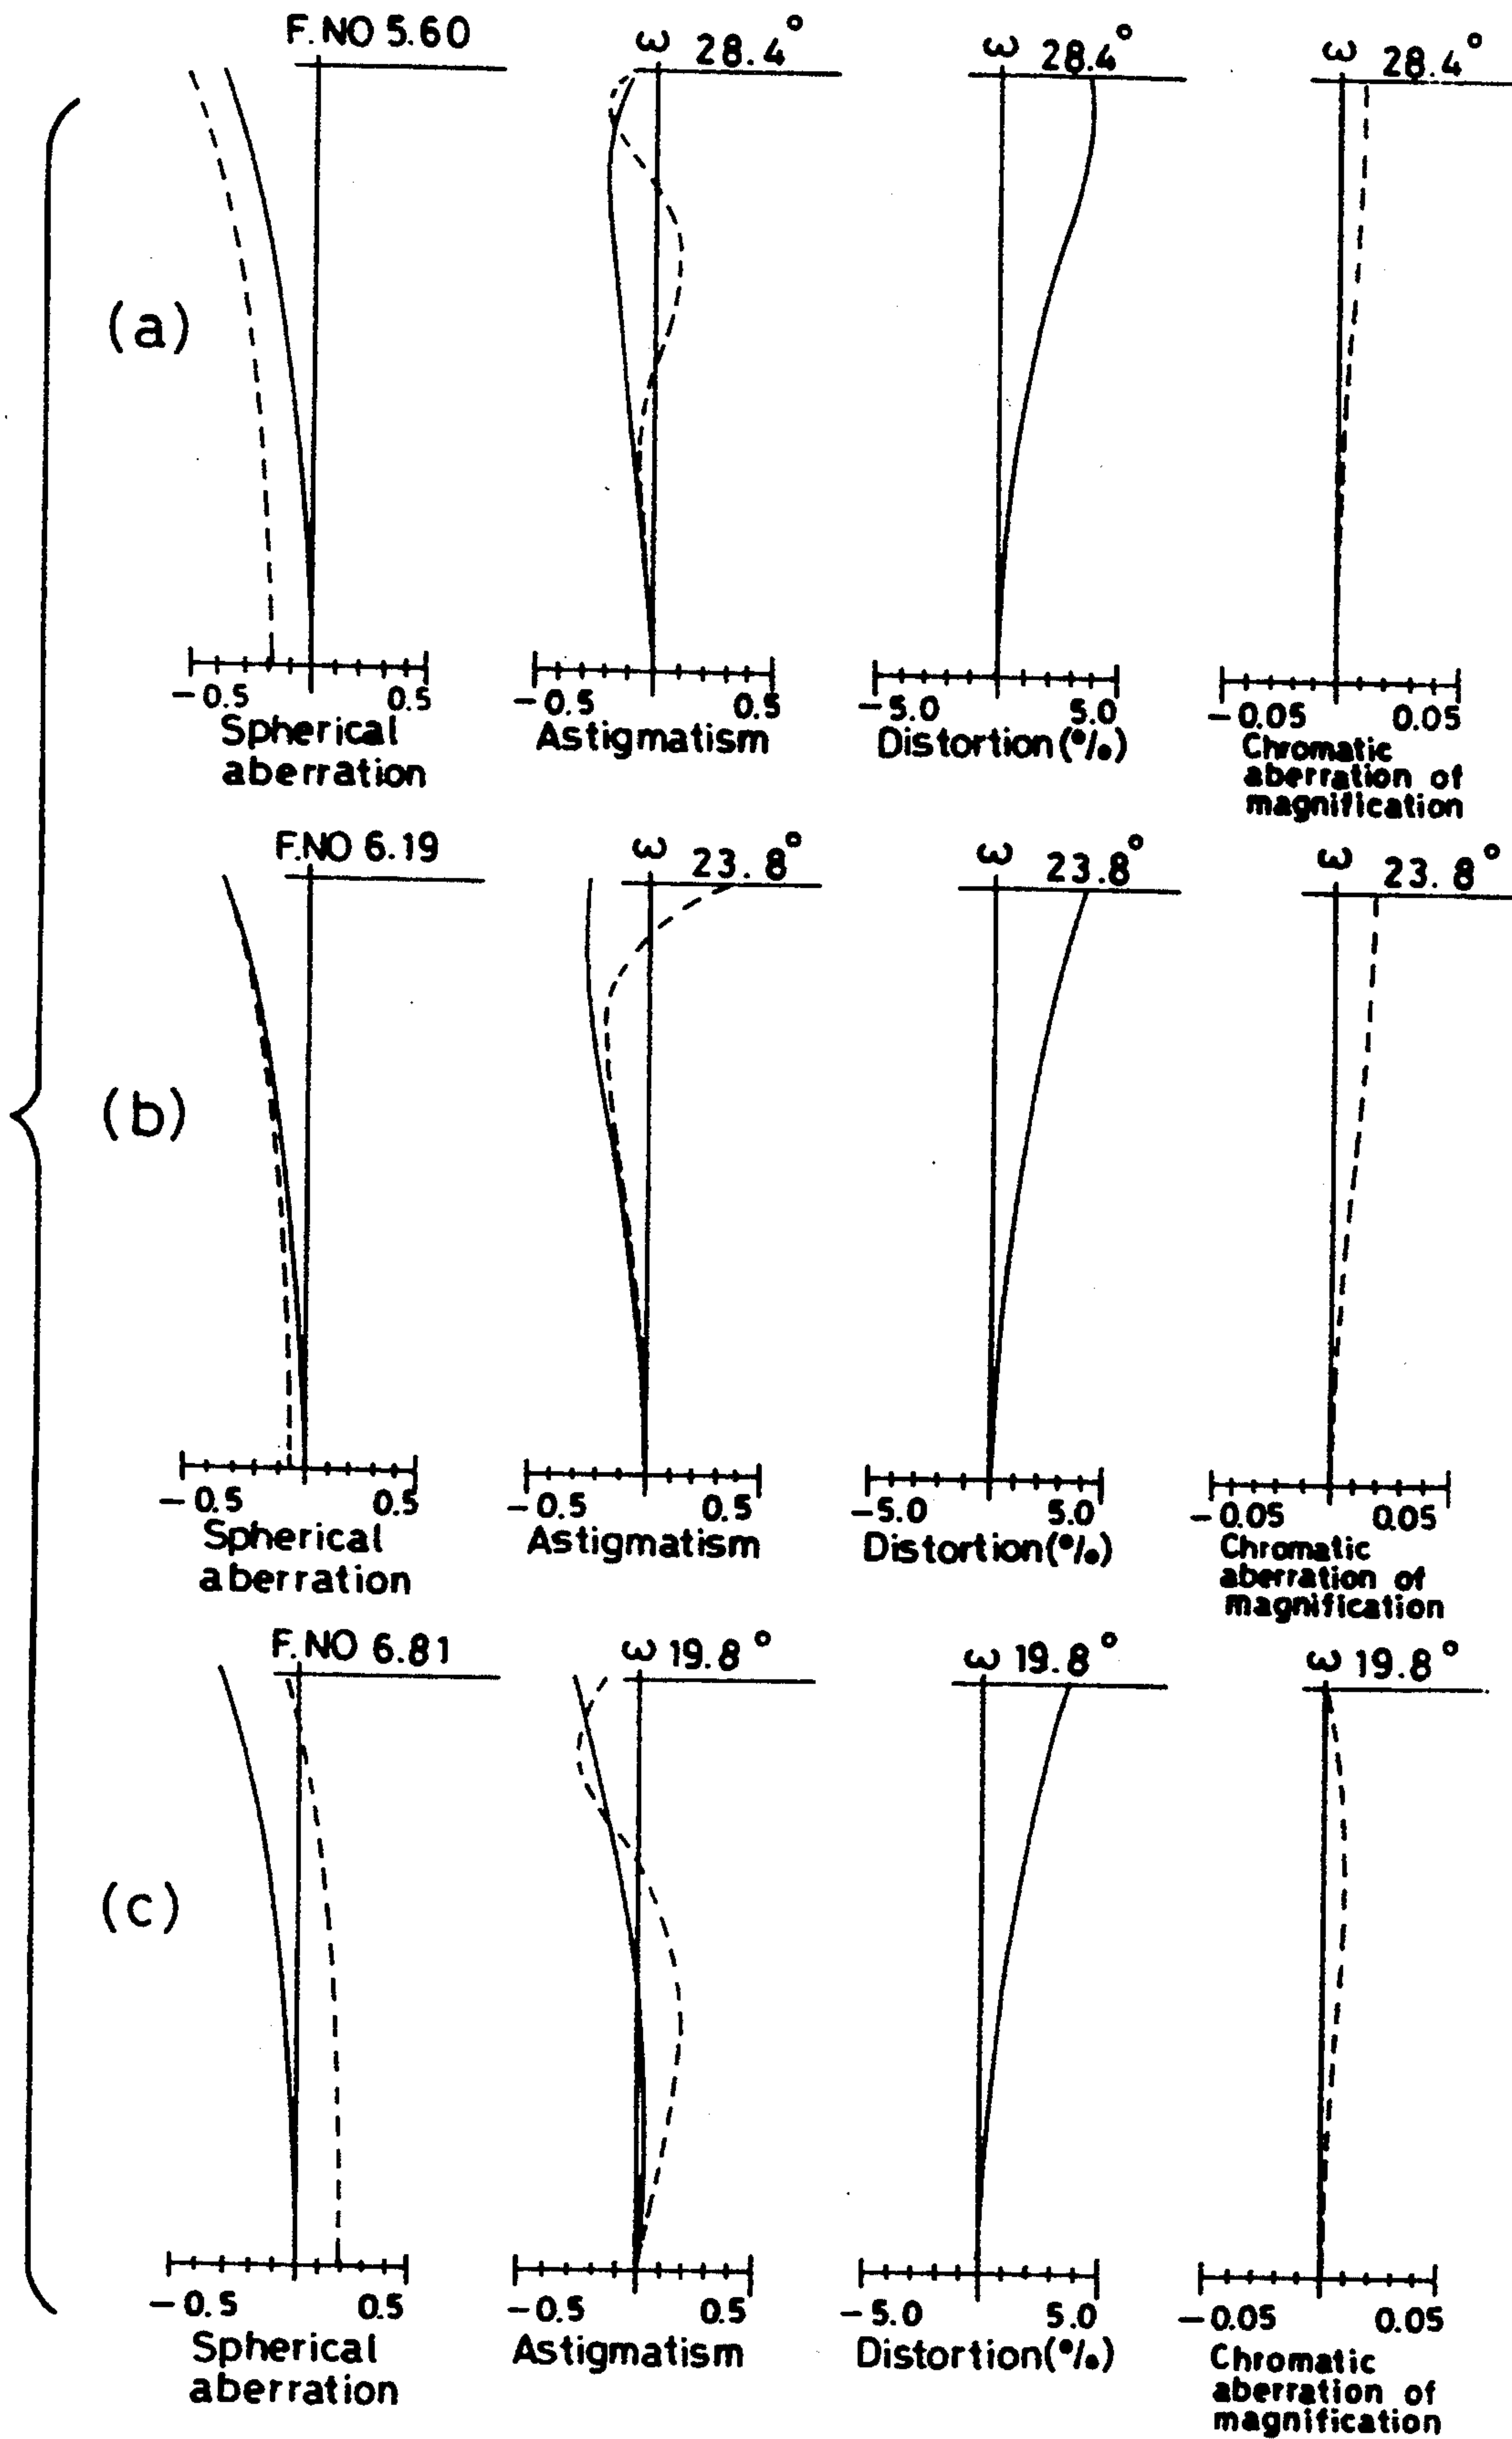 F.NO 5.60
ω 28.4°
ω 28.4°
ω 28.4°
(a)
-0.5 0.5
Spherical
aberration
-0.5 0.5
Astigmatism
-5.0 5.0
Distortion(%)
-0.05 0.05
Chromatic
aberration of
magnification
F.NO 6.19
ω 23.8°
ω 23.8°
ω 23.8°
(b)
-0.5 0.5
Spherical
aberration
-0.5 0.5
Astigmatism
-5.0 5.0
Distortion(%)
-0.05 0.05
Chromatic
aberration of
magnification
F.NO 6.81
ω 19.8°
ω 19.8°
ω 19.8°
(c)
-0.5 0.5
Spherical
aberration
-0.5 0.5
Astigmatism
-5.0 5.0
Distortion(%)
-0.05 0.05
Chromatic
aberration of
magnification